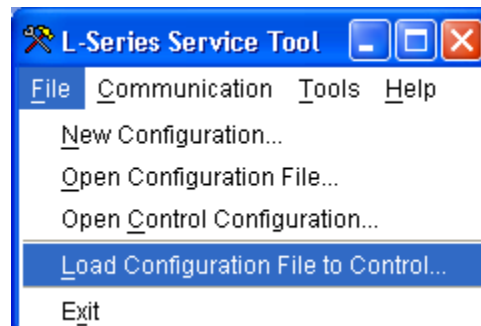 L-Series Service Tool
File Communication Tools Help
New Configuration...
Open Configuration File...
Open Control Configuration...
Load Configuration File to Control...
Exit